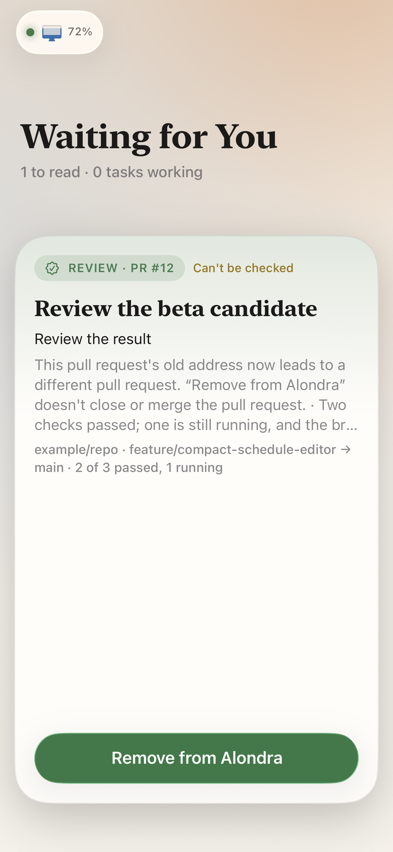 72%
Waiting for You
1 to read · 0 tasks working
REVIEW · PR #12 Can't be checked
Review the beta candidate
Review the result
This pull request's old address now leads to a
different pull request. “Remove from Alondra”
doesn't close or merge the pull request. · Two
checks passed; one is still running, and the br…
example/repo · feature/compact-schedule-editor →
main · 2 of 3 passed, 1 running
Remove from Alondra